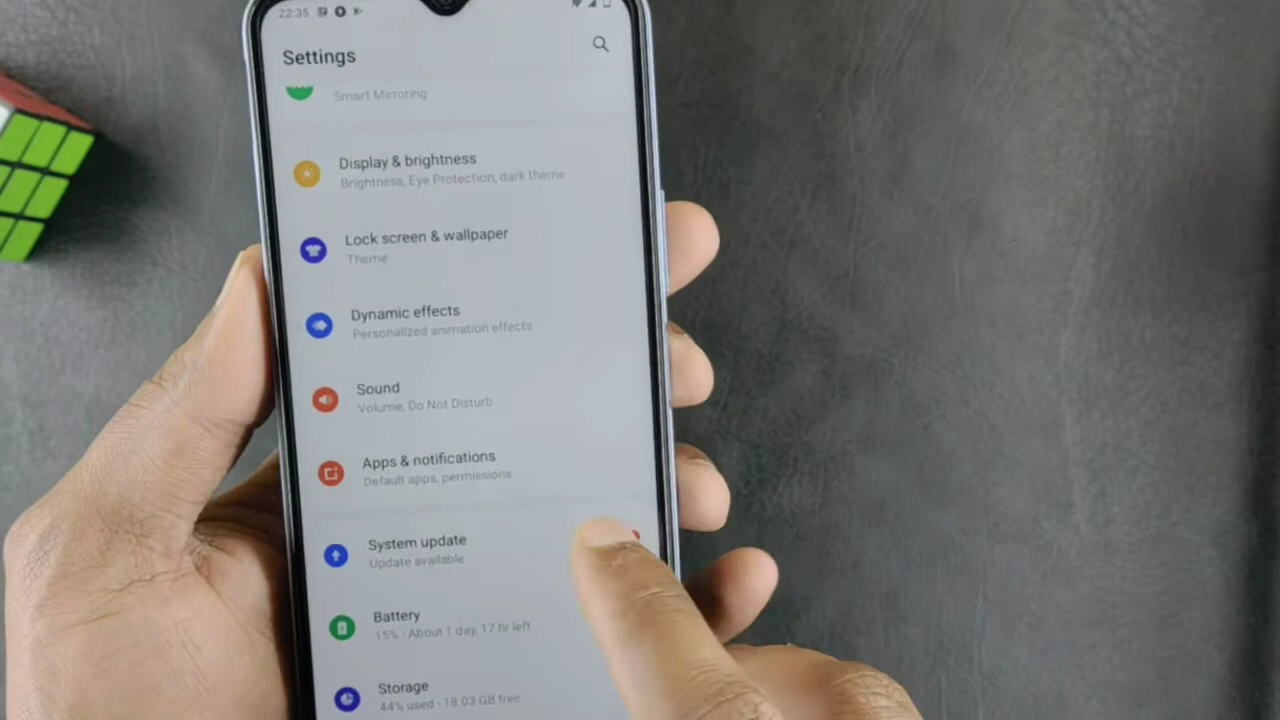 22:35
Settings
Smart Mirroring
Display & brightness
Brightness, Eye Protection, dark theme
Lock screen & wallpaper
Theme
Dynamic effects
Personalized animation effects
Sound
Volume, Do Not Disturb
Apps & notifications
Default apps, permissions
System update
Update available
Battery
15% - About 1 day, 17 hr left
Storage
44% used - 18.03 GB free